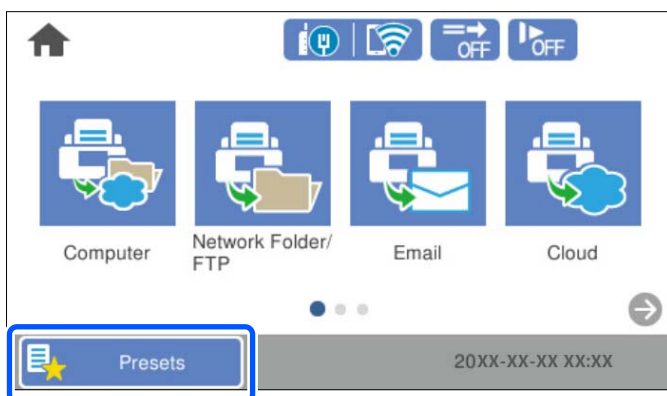 OFF
OFF
Computer
Network Folder/
FTP
Email
Cloud
Presets
20XX-XX-XX XX:XX